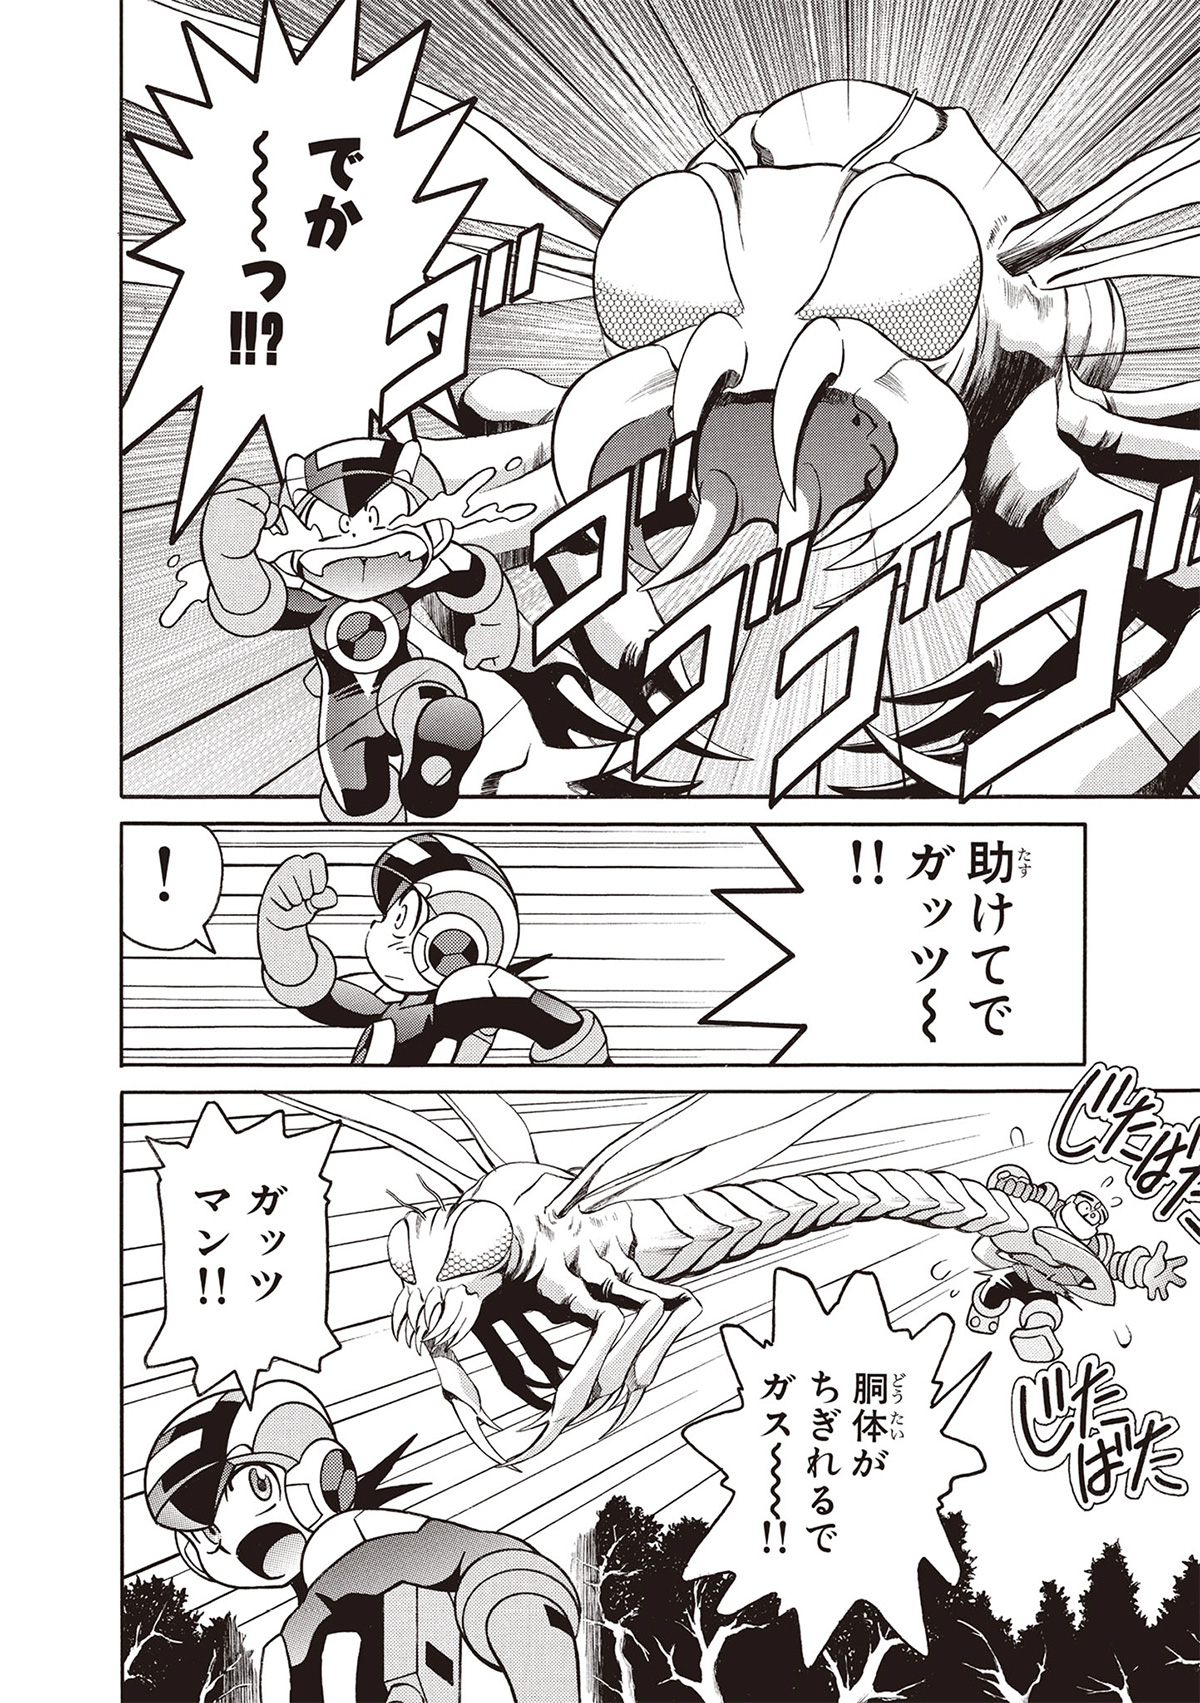 でか
〜〜〜っ
!!?
ゴゴゴゴゴゴ
助けてで
ガッツ〜
!!
!
じたばた
ガッツ
マン!!
胴体が
ちぎれるで
ガス〜〜!!
じたばた